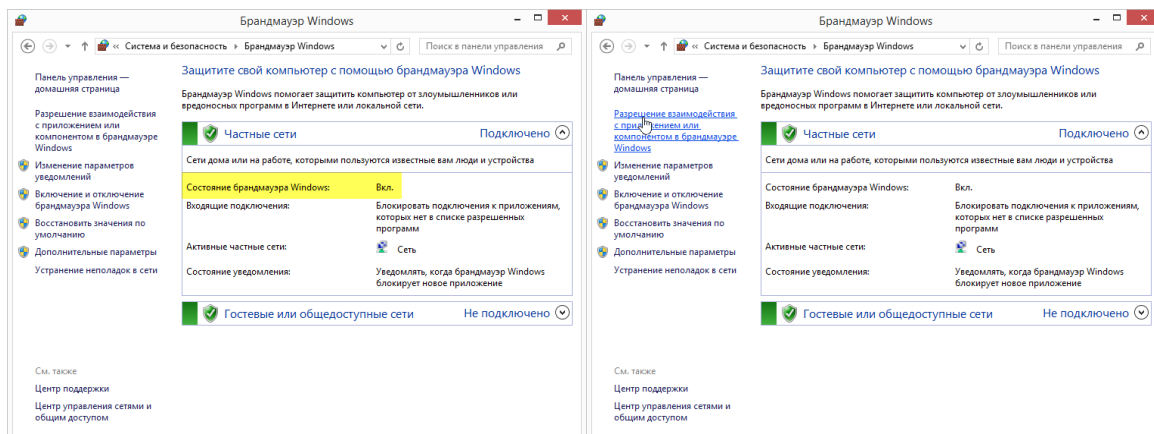 Брандмауэр Windows
« Система и безопасность ▸ Брандмауэр Windows
Поиск в панели управления
Панель управления —
домашняя страница
Разрешение взаимодействия
с приложением или
компонентом в брандмауэре
Windows
Изменение параметров
уведомлений
Включение и отключение
брандмауэра Windows
Восстановить значения по
умолчанию
Дополнительные параметры
Устранение неполадок в сети
См. также
Центр поддержки
Центр управления сетями и
общим доступом
Защитите свой компьютер с помощью брандмауэра Windows
Брандмауэр Windows помогает защитить компьютер от злоумышленников или
вредоносных программ в Интернете или локальной сети.
Частные сети Подключено
Сети дома или на работе, которыми пользуются известные вам люди и устройства
Состояние брандмауэра Windows: Вкл.
Входящие подключения: Блокировать подключения к приложениям,
которых нет в списке разрешенных
программ
Активные частные сети: Сеть
Состояние уведомления: Уведомлять, когда брандмауэр Windows
блокирует новое приложение
Гостевые или общедоступные сети Не подключено
Брандмауэр Windows
« Система и безопасность ▸ Брандмауэр Windows
Поиск в панели управления
Панель управления —
домашняя страница
Разрешение взаимодействия
с приложением или
компонентом в брандмауэре
Windows
Изменение параметров
уведомлений
Включение и отключение
брандмауэра Windows
Восстановить значения по
умолчанию
Дополнительные параметры
Устранение неполадок в сети
См. также
Центр поддержки
Центр управления сетями и
общим доступом
Защитите свой компьютер с помощью брандмауэра Windows
Брандмауэр Windows помогает защитить компьютер от злоумышленников или
вредоносных программ в Интернете или локальной сети.
Частные сети Подключено
Сети дома или на работе, которыми пользуются известные вам люди и устройства
Состояние брандмауэра Windows: Вкл.
Входящие подключения: Блокировать подключения к приложениям,
которых нет в списке разрешенных
программ
Активные частные сети: Сеть
Состояние уведомления: Уведомлять, когда брандмауэр Windows
блокирует новое приложение
Гостевые или общедоступные сети Не подключено